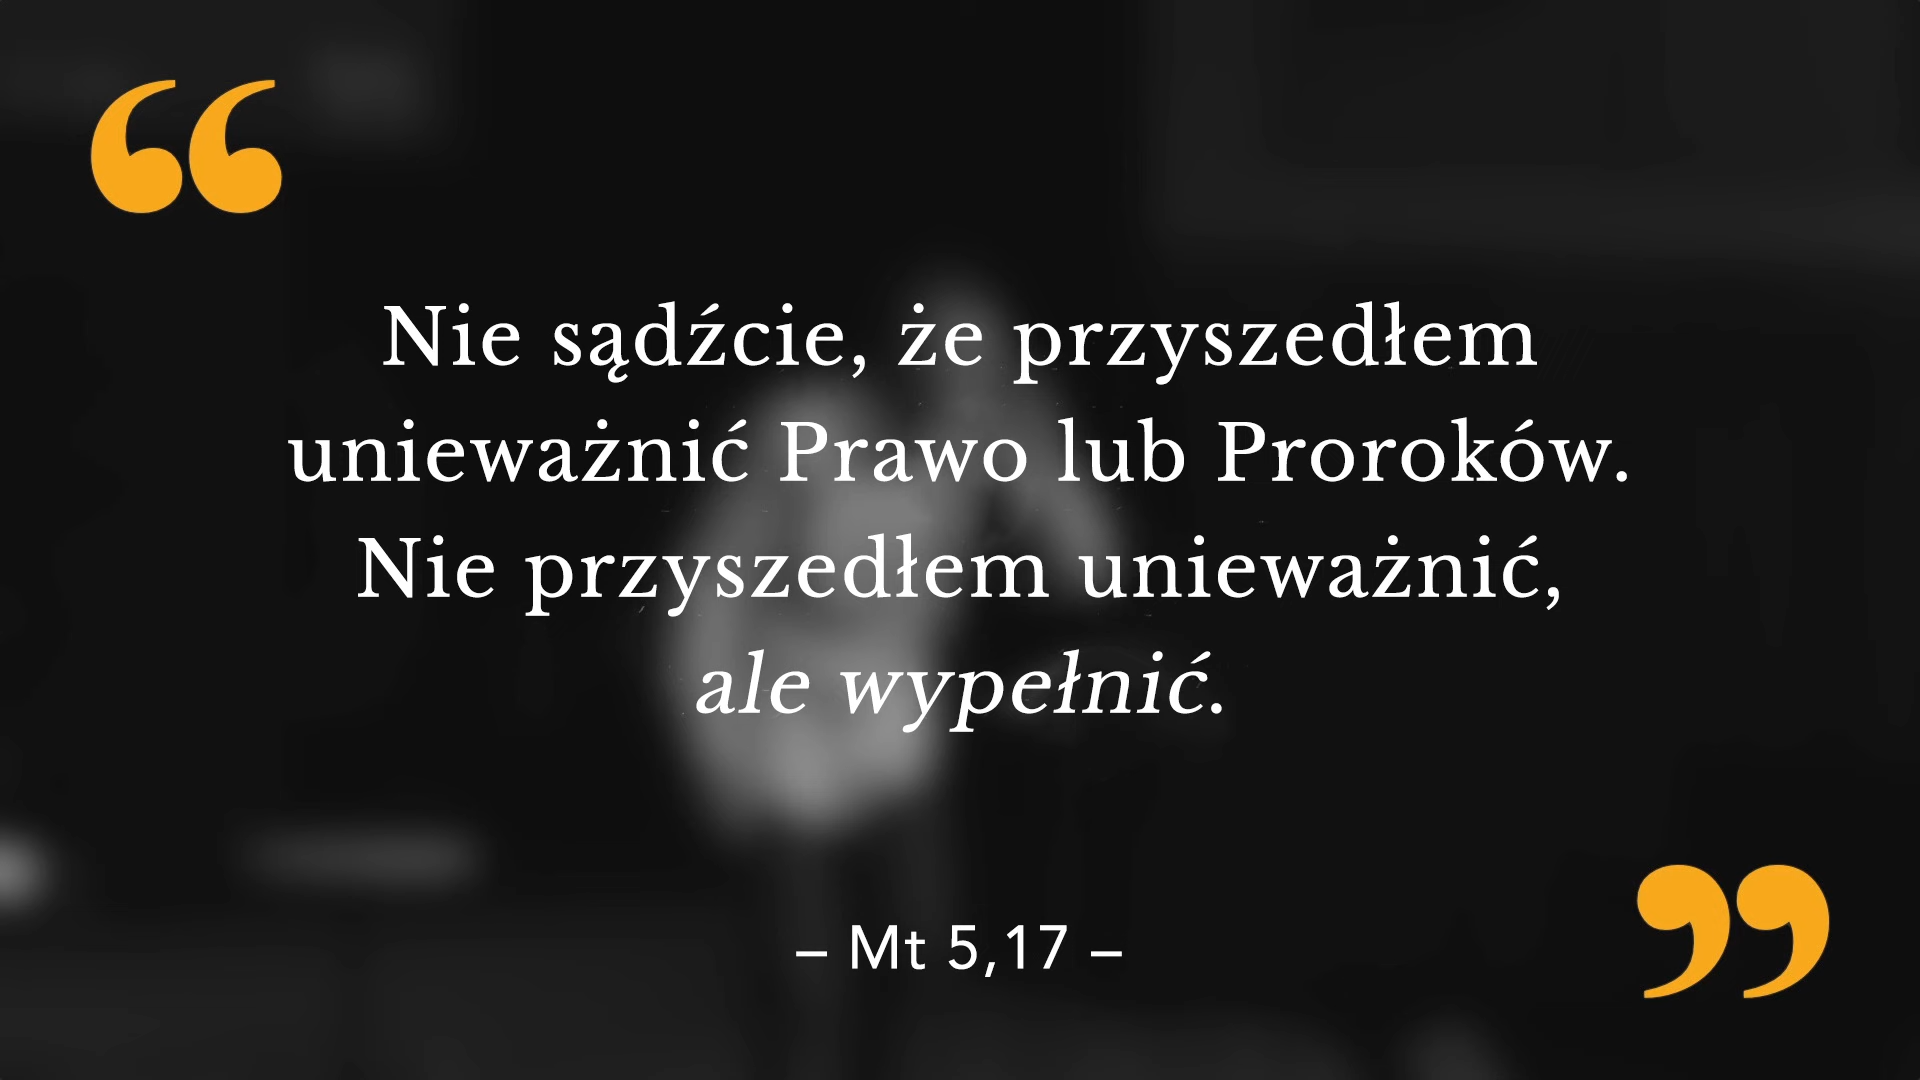 “
Nie sądźcie, że przyszedłem
unieważnić Prawo lub Proroków.
Nie przyszedłem unieważnić,
ale wypełnić.
– Mt 5,17 –
”